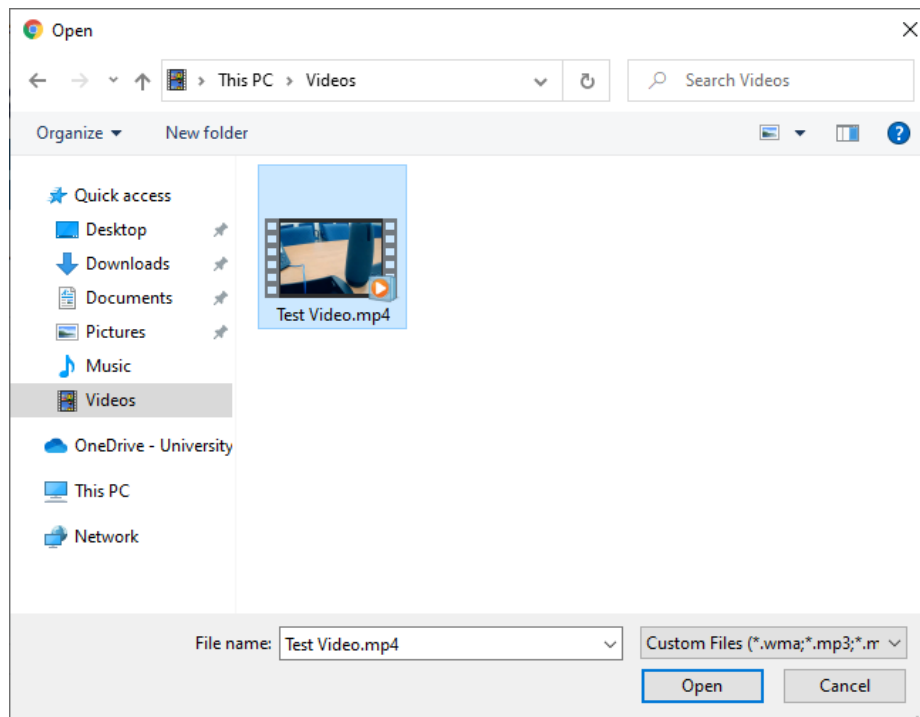 Open
This PC > Videos
Search Videos
Organize
New folder
?
Quick access
Desktop
Downloads
Documents
Pictures
Music
Videos
OneDrive - University
This PC
Network
Test Video.mp4
File name: Test Video.mp4
Custom Files (*.wma;*.mp3;*.m
Open
Cancel